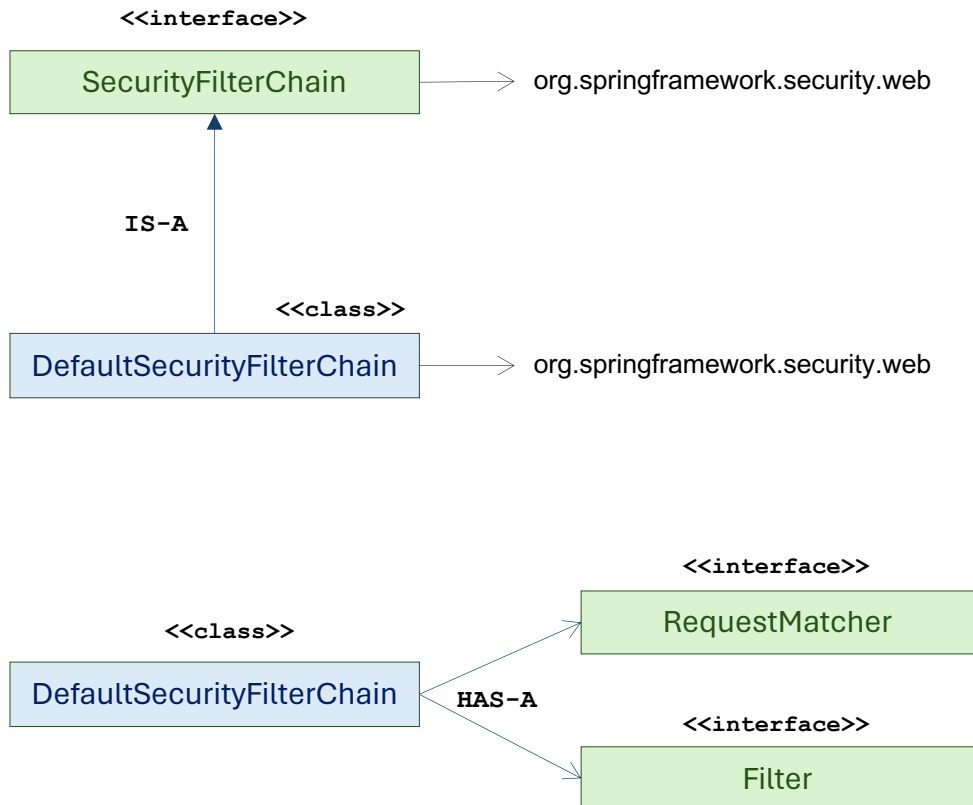 <<interface>>
SecurityFilterChain
org.springframework.security.web
IS-A
<<class>>
DefaultSecurityFilterChain
org.springframework.security.web
<<interface>>
RequestMatcher
<<class>>
DefaultSecurityFilterChain
HAS-A
<<interface>>
Filter